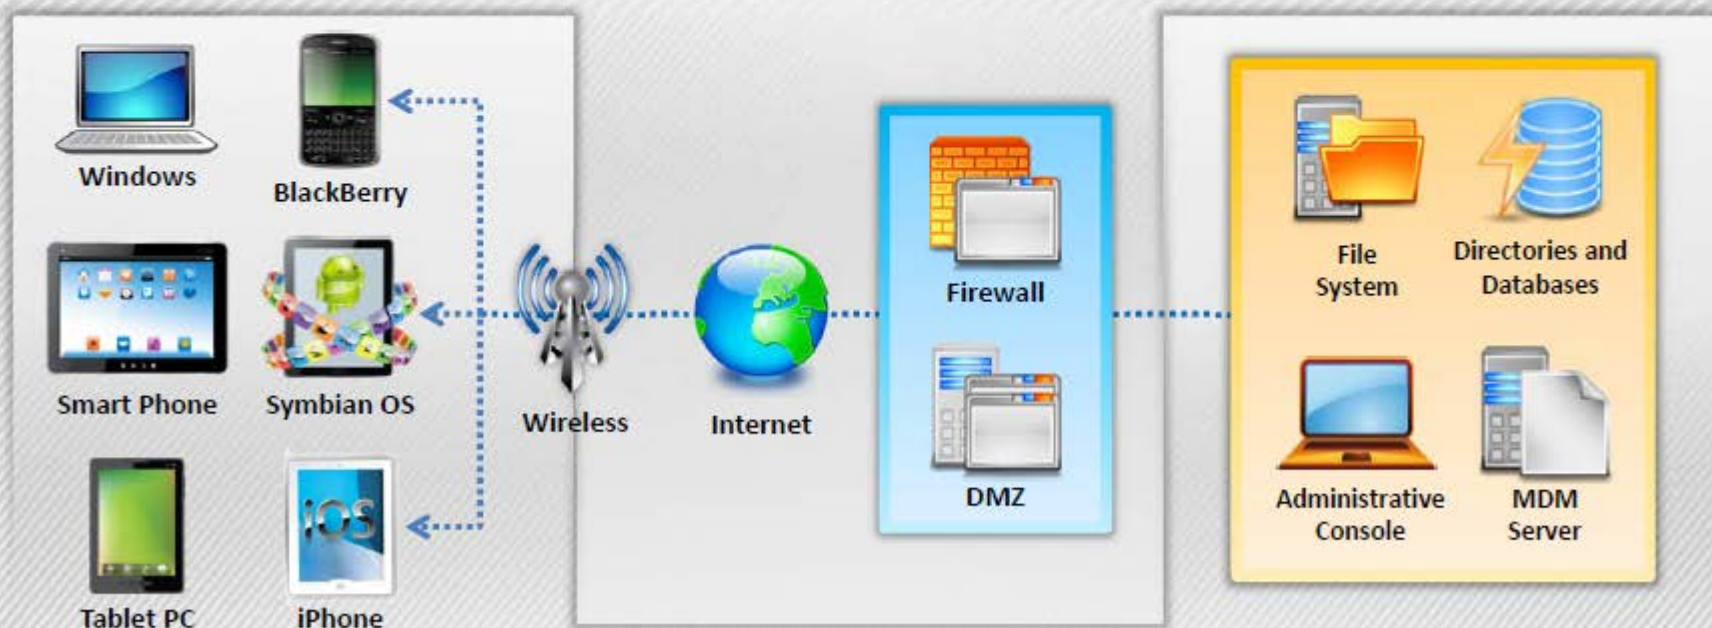 Windows
BlackBerry
Smart Phone
Symbian OS
Tablet PC
iOS
iPhone
Wireless
Internet
Firewall
DMZ
File
System
Directories and
Databases
Administrative
Console
MDM
Server